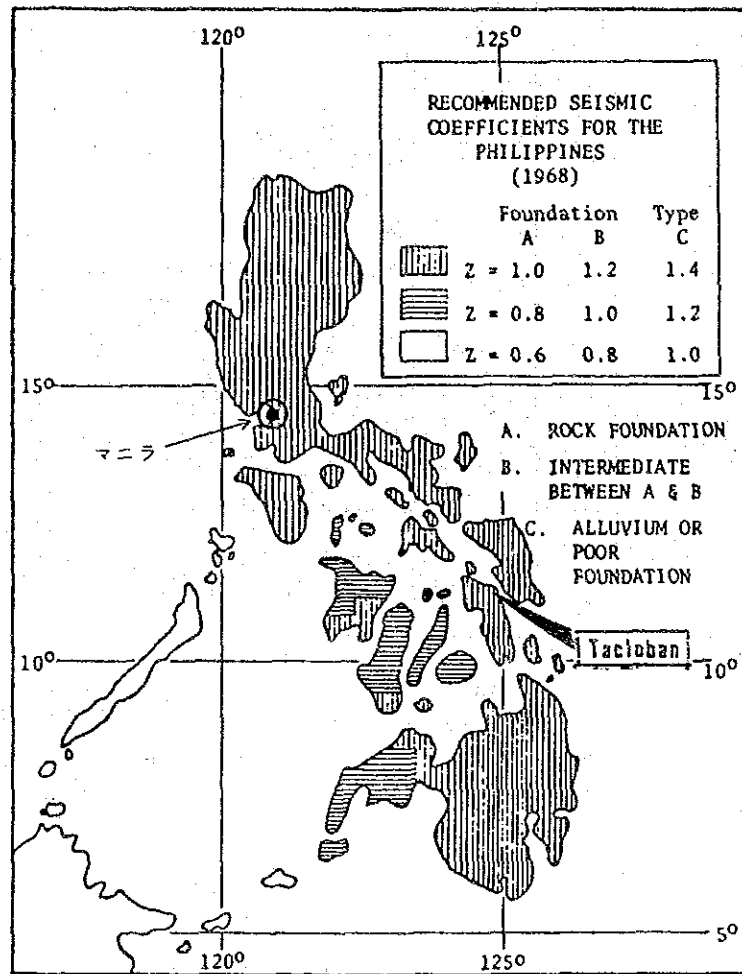 120° 125°
RECOMMENDED SEISMIC
COEFFICIENTS FOR THE
PHILIPPINES
(1968)
Foundation Type
A B C
Z = 1.0 1.2 1.4
Z = 0.8 1.0 1.2
Z = 0.6 0.8 1.0
15° 15°
マニラ
A. ROCK FOUNDATION
B. INTERMEDIATE
BETWEEN A & B
C. ALLUVIUM OR
POOR
FOUNDATION
Tacloban
10° 10°
5°
120° 125°